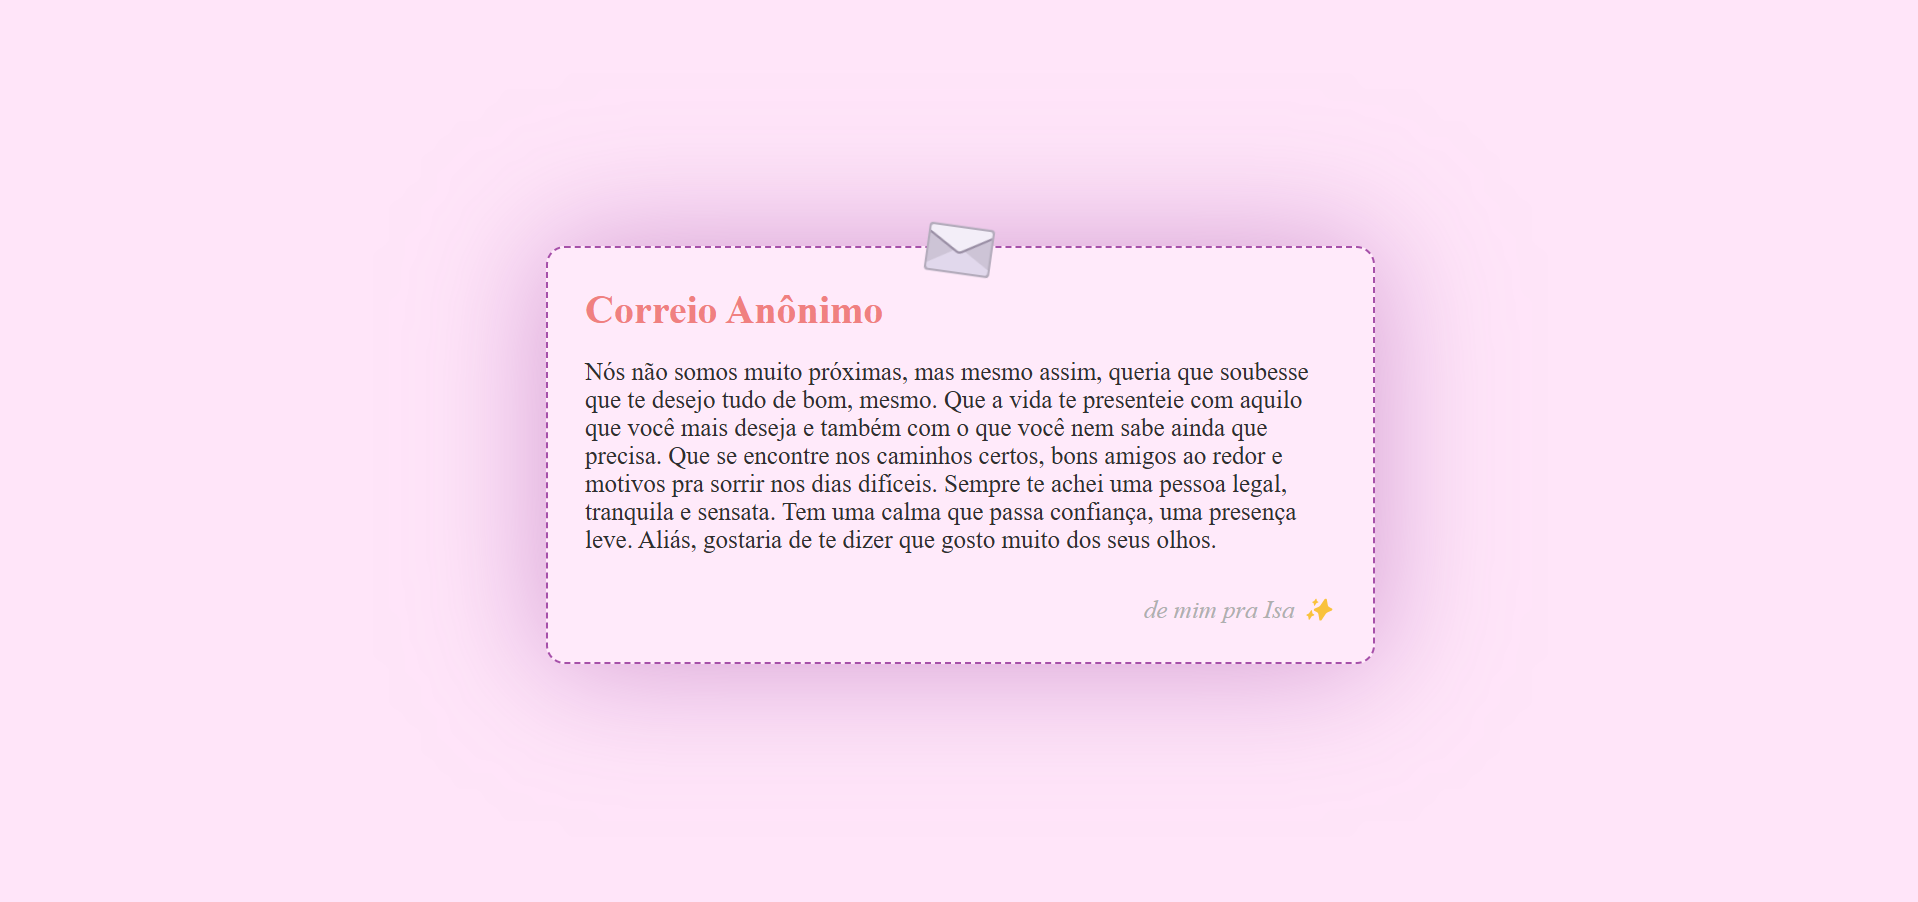 Correio Anônimo
Nós não somos muito próximas, mas mesmo assim, queria que soubesse
que te desejo tudo de bom, mesmo. Que a vida te presenteie com aquilo
que você mais deseja e também com o que você nem sabe ainda que
precisa. Que se encontre nos caminhos certos, bons amigos ao redor e
motivos pra sorrir nos dias difíceis. Sempre te achei uma pessoa legal,
tranquila e sensata. Tem uma calma que passa confiança, uma presença
leve. Aliás, gostaria de te dizer que gosto muito dos seus olhos.
de mim pra Isa ✨